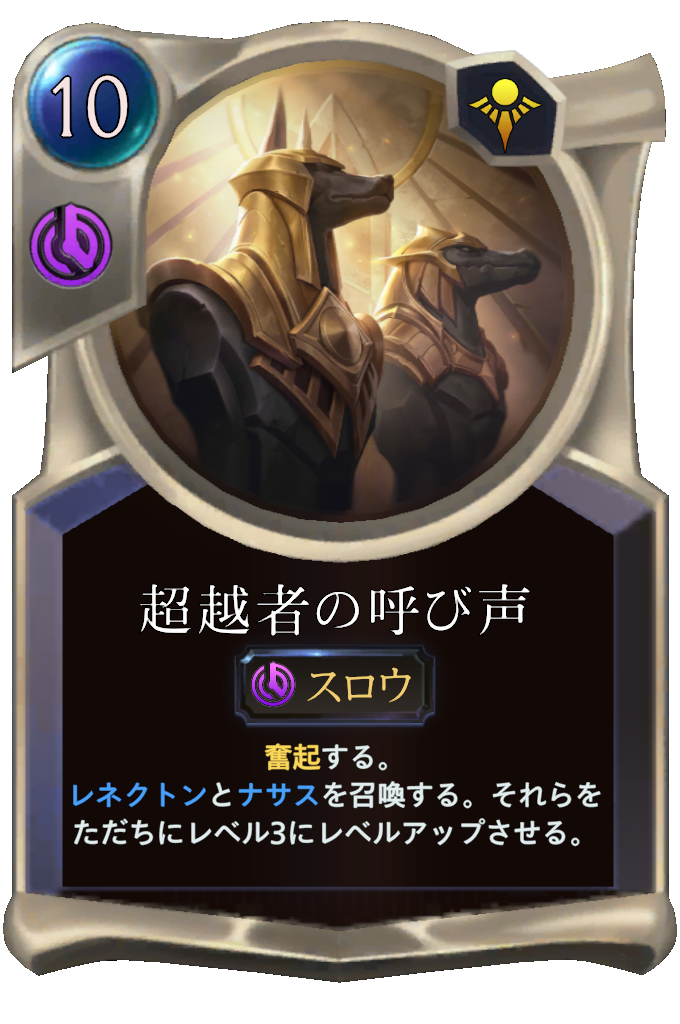 10
超越者の呼び声
スロウ
奮起する。
レネクトンとナサスを召喚する。それらを
ただちにレベル3にレベルアップさせる。